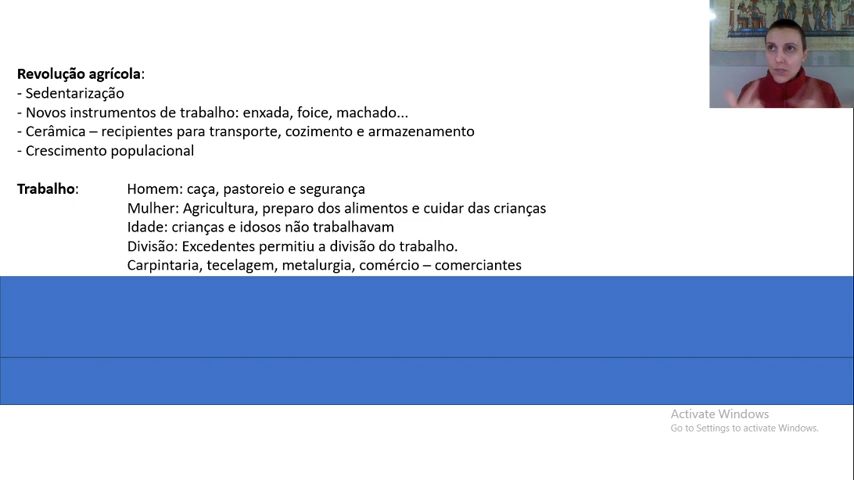 Revolução agrícola:
- Sedentarização
- Novos instrumentos de trabalho: enxada, foice, machado...
- Cerâmica – recipientes para transporte, cozimento e armazenamento
- Crescimento populacional
Trabalho: Homem: caça, pastoreio e segurança
Mulher: Agricultura, preparo dos alimentos e cuidar das crianças
Idade: crianças e idosos não trabalhavam
Divisão: Excedentes permitiu a divisão do trabalho.
Carpintaria, tecelagem, metalurgia, comércio – comerciantes
Activate Windows
Go to Settings to activate Windows.